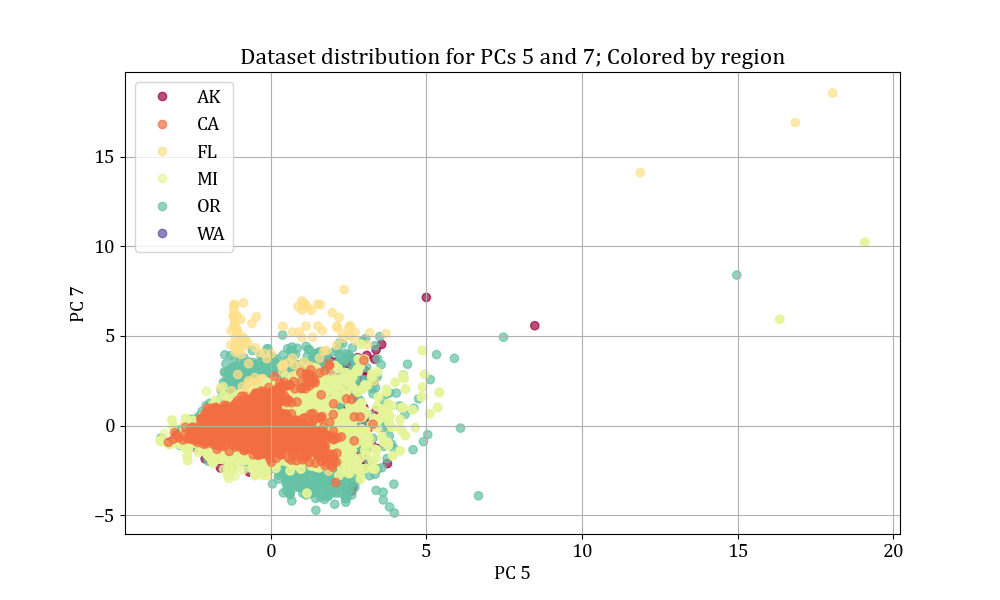 Dataset distribution for PCs 5 and 7; Colored by region
AK
CA
FL
MI
OR
WA
15
10
5
0
−5
PC 7
0
5
10
15
20
PC 5